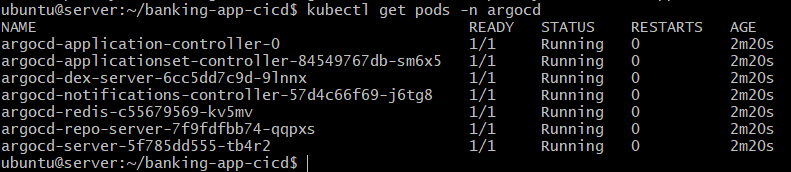 ubuntu@server:~/banking-app-cicd$ kubectl get pods -n argocd
NAME READY STATUS RESTARTS AGE
argocd-application-controller-0 1/1 Running 0 2m20s
argocd-applicationset-controller-84549767db-sm6x5 1/1 Running 0 2m20s
argocd-dex-server-6cc5dd7c9d-9lnnx 1/1 Running 0 2m20s
argocd-notifications-controller-57d4c66f69-j6tg8 1/1 Running 0 2m20s
argocd-redis-c55679569-kv5mv 1/1 Running 0 2m20s
argocd-repo-server-7f9fdfbb74-qqpxs 1/1 Running 0 2m20s
argocd-server-5f785dd555-tb4r2 1/1 Running 0 2m20s
ubuntu@server:~/banking-app-cicd$